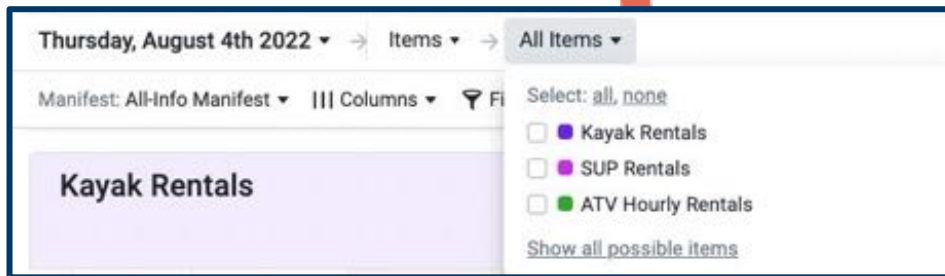 Thursday, August 4th 2022 → Items → All Items
Manifest: All-Info Manifest Columns Fi
Select: all, none
Kayak Rentals
SUP Rentals
ATV Hourly Rentals
Show all possible items
Kayak Rentals